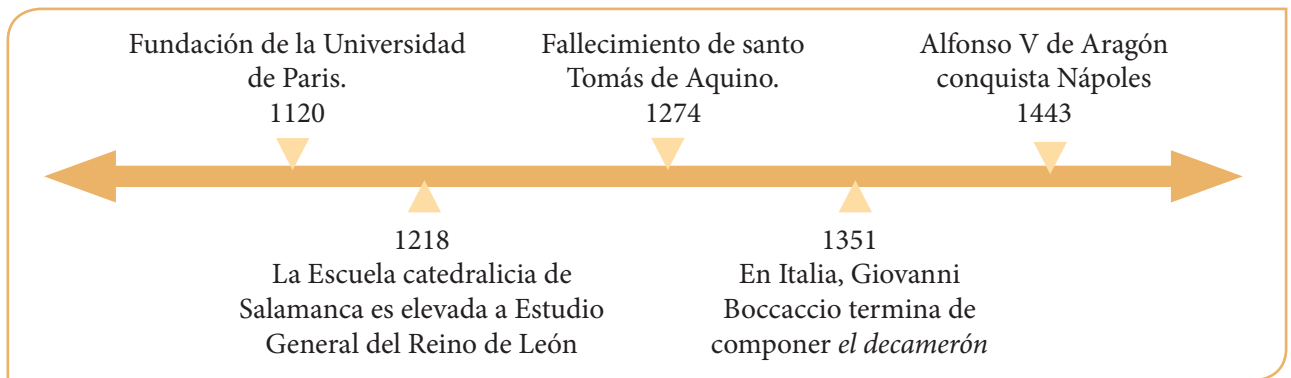 Fundación de la Universidad
de Paris.
1120
Fallecimiento de santo
Tomás de Aquino.
1274
Alfonso V de Aragón
conquista Nápoles
1443
1218
La Escuela catedralicia de
Salamanca es elevada a Estudio
General del Reino de León
1351
En Italia, Giovanni
Boccaccio termina de
componer el decamerón